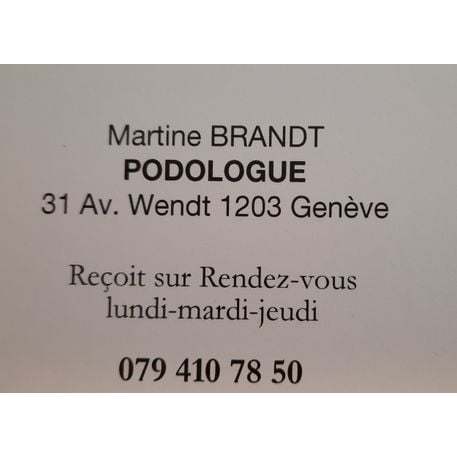 Martine BRANDT
PODOLOGUE
31 Av. Wendt 1203 Genève
Reçoit sur Rendez-vous
lundi-mardi-jeudi
079 410 78 50